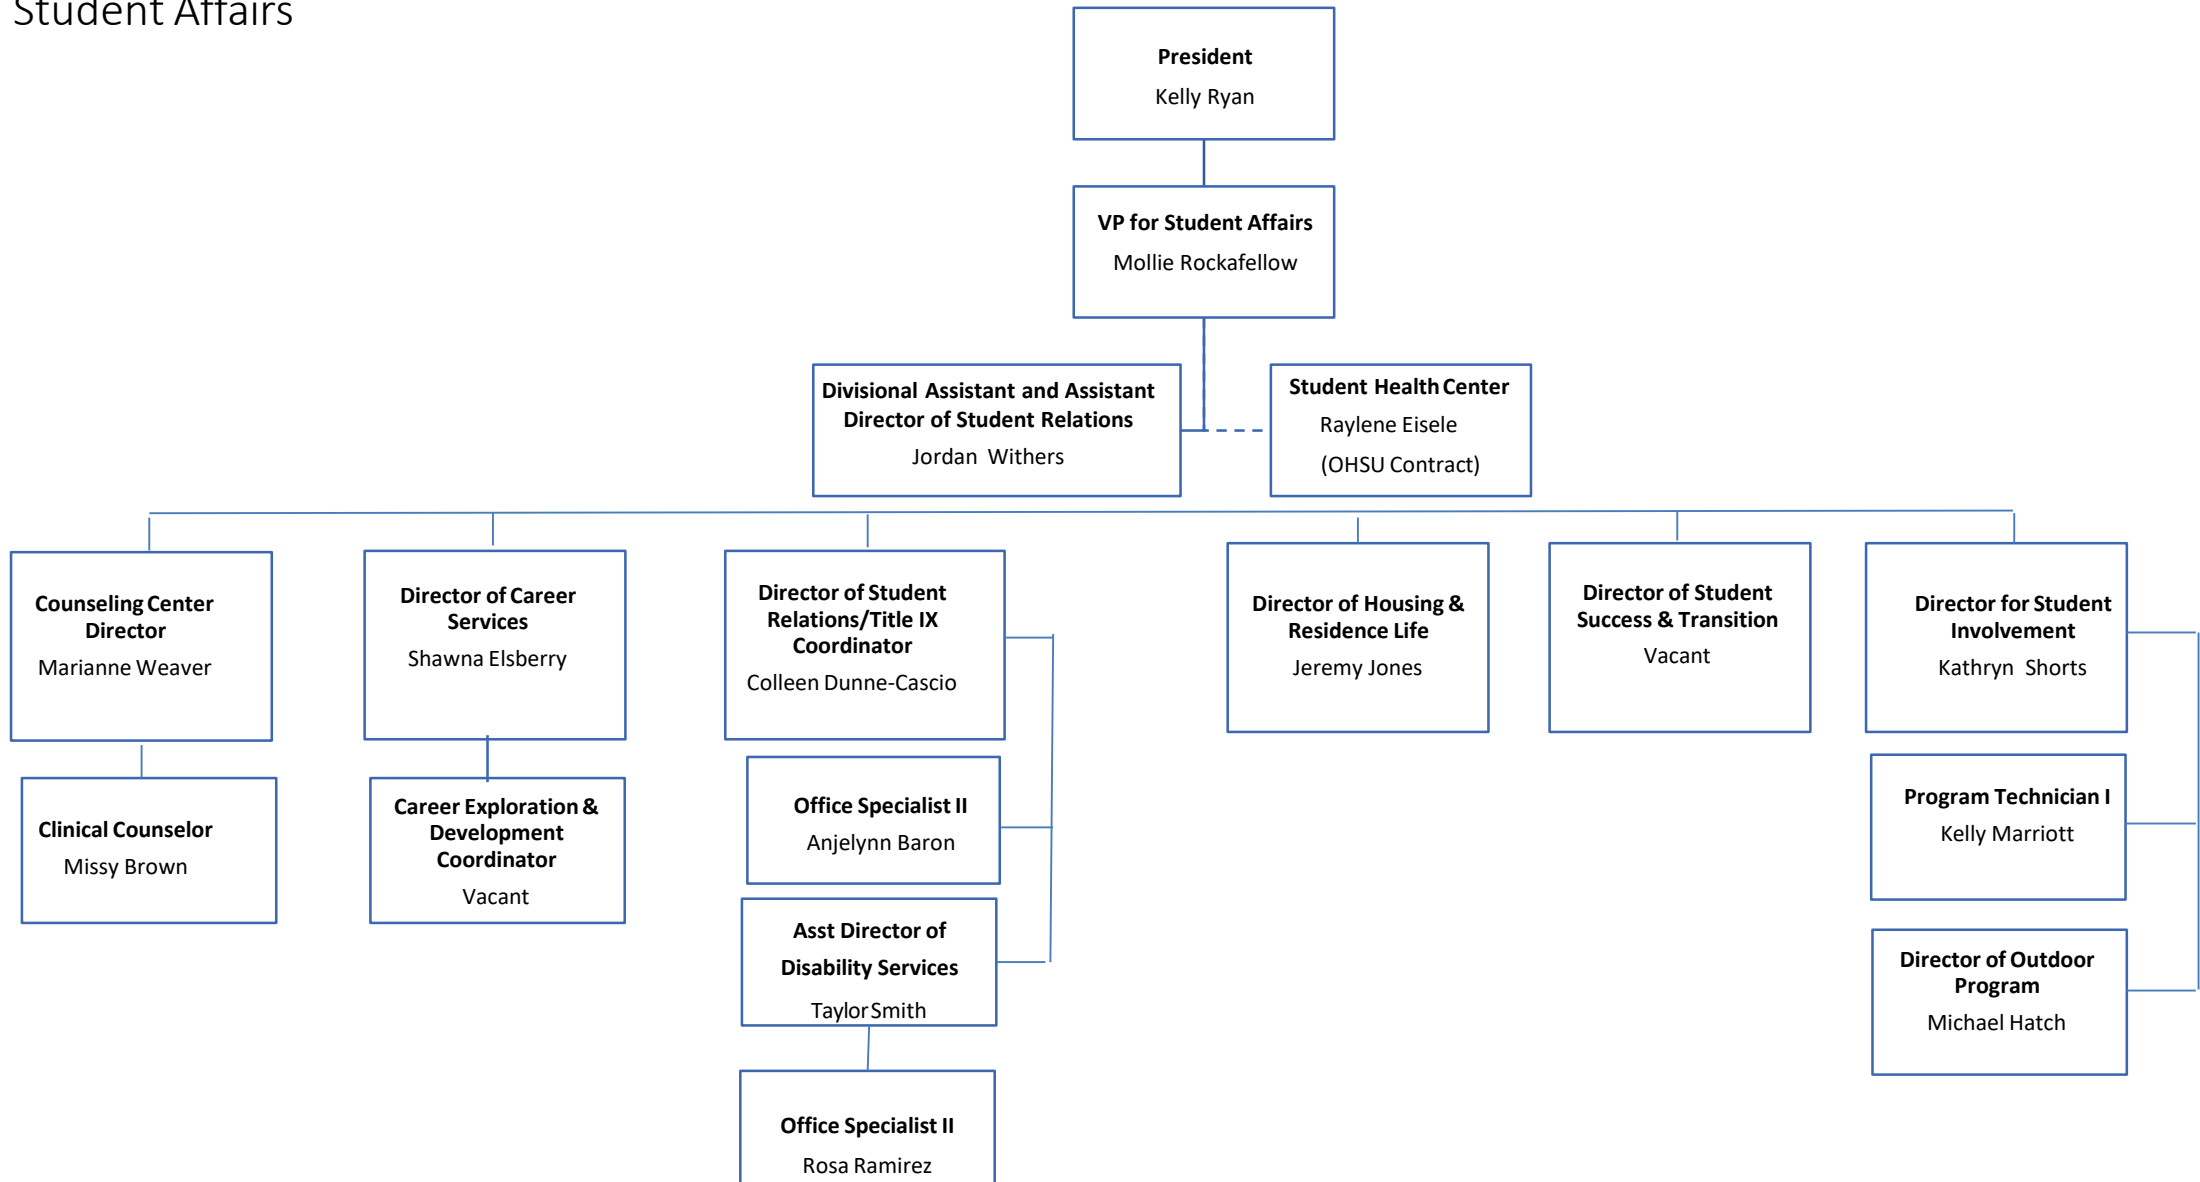 Student Affairs
President
Kelly Ryan
VP for Student Affairs
Mollie Rockafellow
Divisional Assistant and Assistant
Director of Student Relations
Jordan Withers
Student Health Center
Raylene Eisele
(OHSU Contract)
Counseling Center
Director
Marianne Weaver
Director of Career
Services
Shawna Elsberry
Director of Student
Relations/Title IX
Coordinator
Colleen Dunne-Cascio
Director of Housing &
Residence Life
Jeremy Jones
Director of Student
Success & Transition
Vacant
Director for Student
Involvement
Kathryn Shorts
Clinical Counselor
Missy Brown
Career Exploration &
Development
Coordinator
Vacant
Office Specialist II
Anjelynn Baron
Program Technician I
Kelly Marriott
Asst Director of
Disability Services
Taylor Smith
Director of Outdoor
Program
Michael Hatch
Office Specialist II
Rosa Ramirez